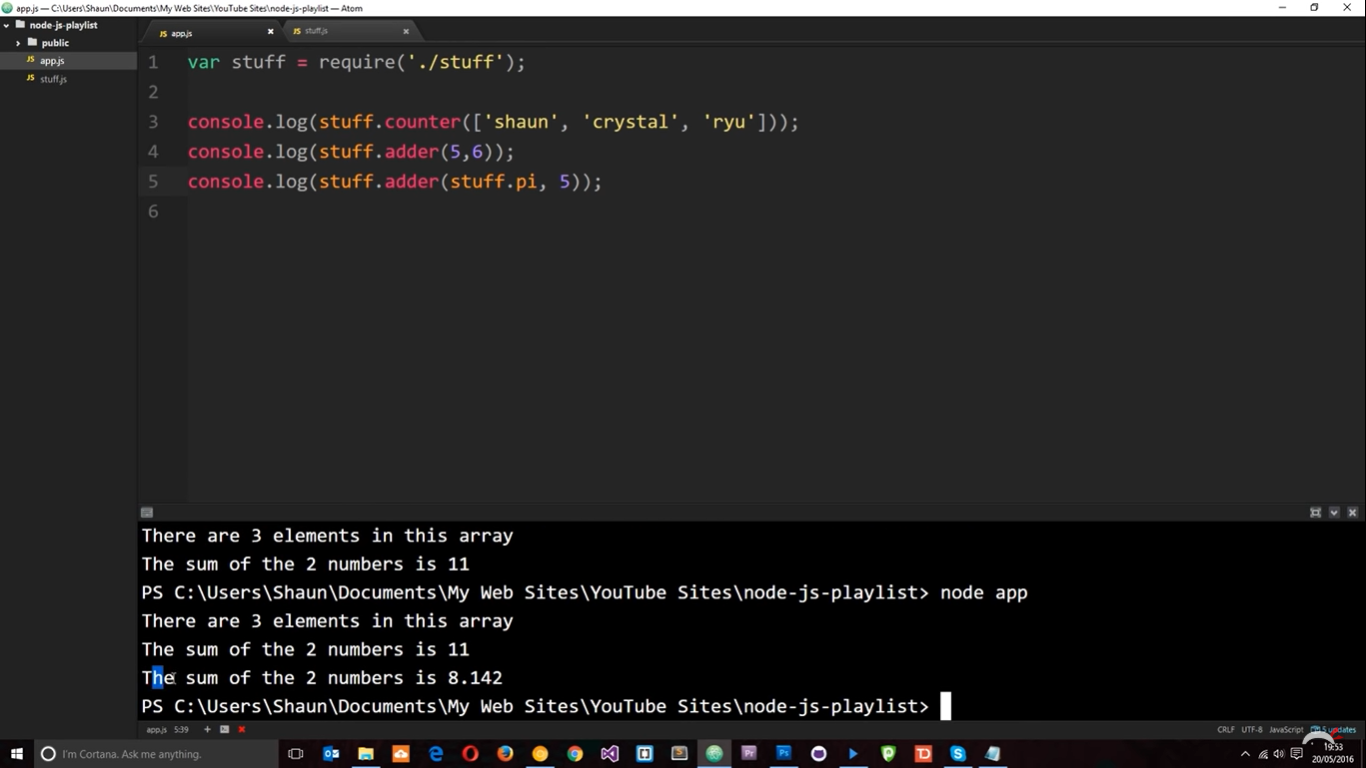 app.js — C:\Users\Shaun\Documents\My Web Sites\YouTube Sites\node-js-playlist — Atom
node-js-playlist
public
app.js
stuff.js
app.js
stuff.js
1 var stuff = require('./stuff');
2
3 console.log(stuff.counter(['shaun', 'crystal', 'ryu']));
4 console.log(stuff.adder(5,6));
5 console.log(stuff.adder(stuff.pi, 5));
6
There are 3 elements in this array
The sum of the 2 numbers is 11
PS C:\Users\Shaun\Documents\My Web Sites\YouTube Sites\node-js-playlist> node app
There are 3 elements in this array
The sum of the 2 numbers is 11
The sum of the 2 numbers is 8.142
PS C:\Users\Shaun\Documents\My Web Sites\YouTube Sites\node-js-playlist>
app.js 5:39 CRLF UTF-8 JavaScript 5 updates
I'm Cortana. Ask me anything.
19:53
20/05/2016